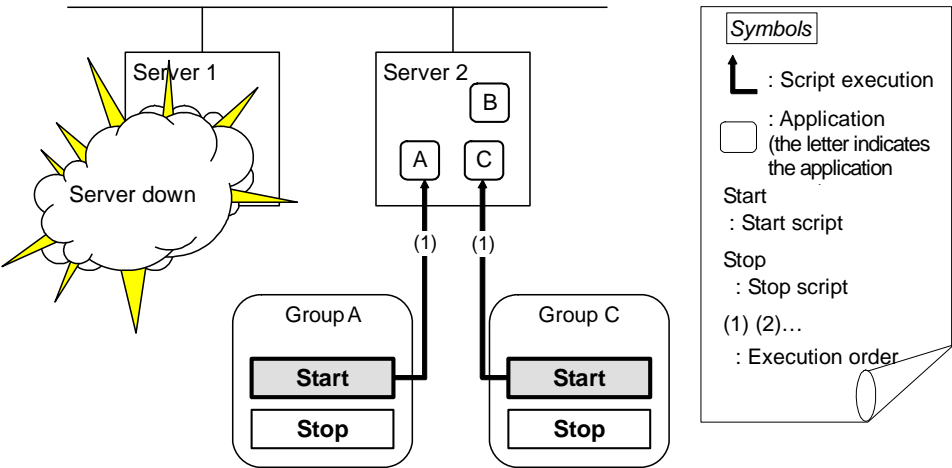 Server 1
Server down
Server 2
B
A
C
(1)
(1)
Group A
Start
Stop
Group C
Start
Stop
Symbols
: Script execution
: Application
(the letter indicates
the application
Start
: Start script
Stop
: Stop script
(1) (2)…
: Execution order